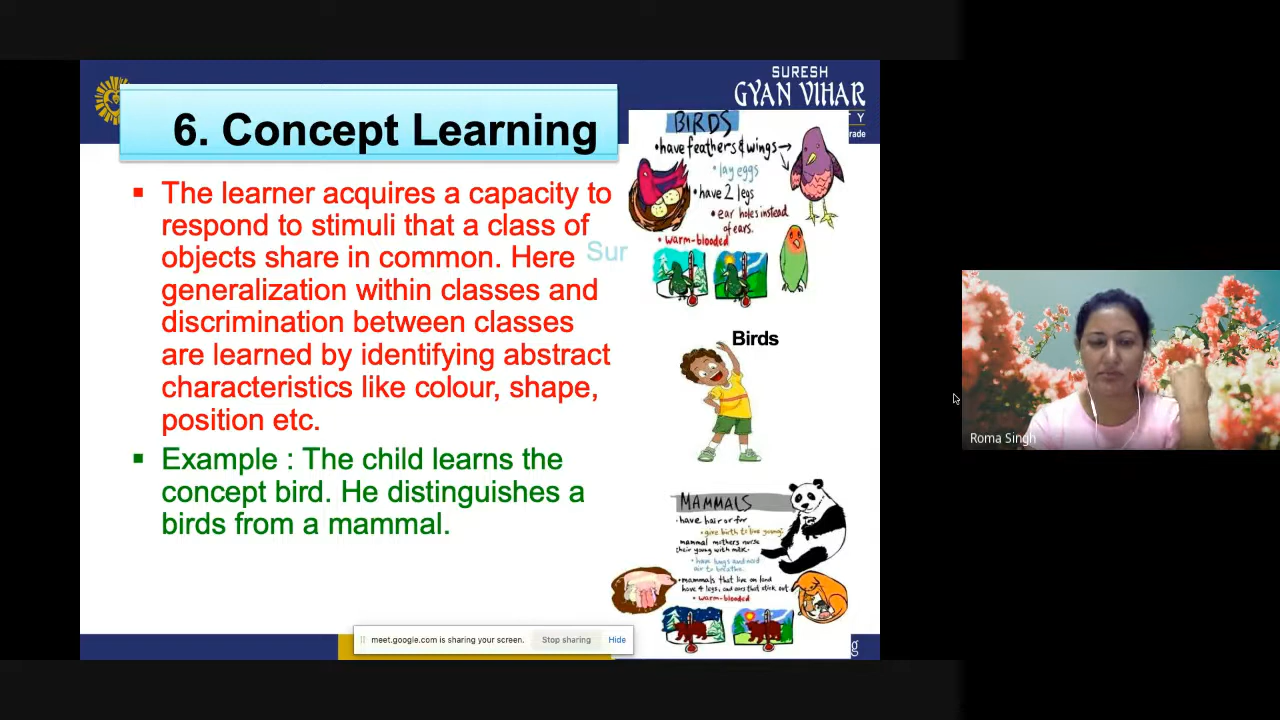 SURESH
GYAN VIHAR
T Y
rade
6. Concept Learning
▪ The learner acquires a capacity to
respond to stimuli that a class of
objects share in common. Here
generalization within classes and
discrimination between classes
are learned by identifying abstract
characteristics like colour, shape,
position etc.
▪ Example : The child learns the
concept bird. He distinguishes a
birds from a mammal.
Sur
BIRDS
•have feathers & wings
•lay eggs
•have 2 legs
•ear holes instead
of ears.
•warm-blooded
Birds
MAMMALS
•have hair or fur
•give birth to live young.
mammal mothers nurse
their young with milk.
•have lungs and need
air to breathe.
•mammals that live on land
have 4 legs, and ears that stick out
•warm-blooded
meet.google.com is sharing your screen.
Stop sharing
Hide
g
Roma Singh